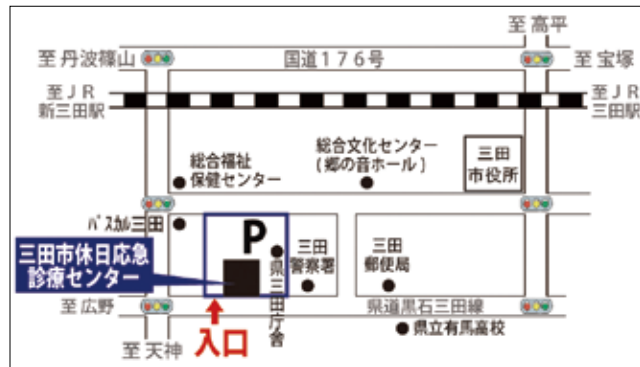 至 高平
至 丹波篠山
国道176号
至 宝塚
至 JR
新三田駅
至 JR
三田駅
総合福祉
保健センター
総合文化センター
(郷の音ホール)
三田
市役所
パスカル三田
P
県三田庁舎
三田
警察署
三田
郵便局
三田市休日応急
診療センター
至 広野
入口
県道黒石三田線
県立有馬高校
至 天神